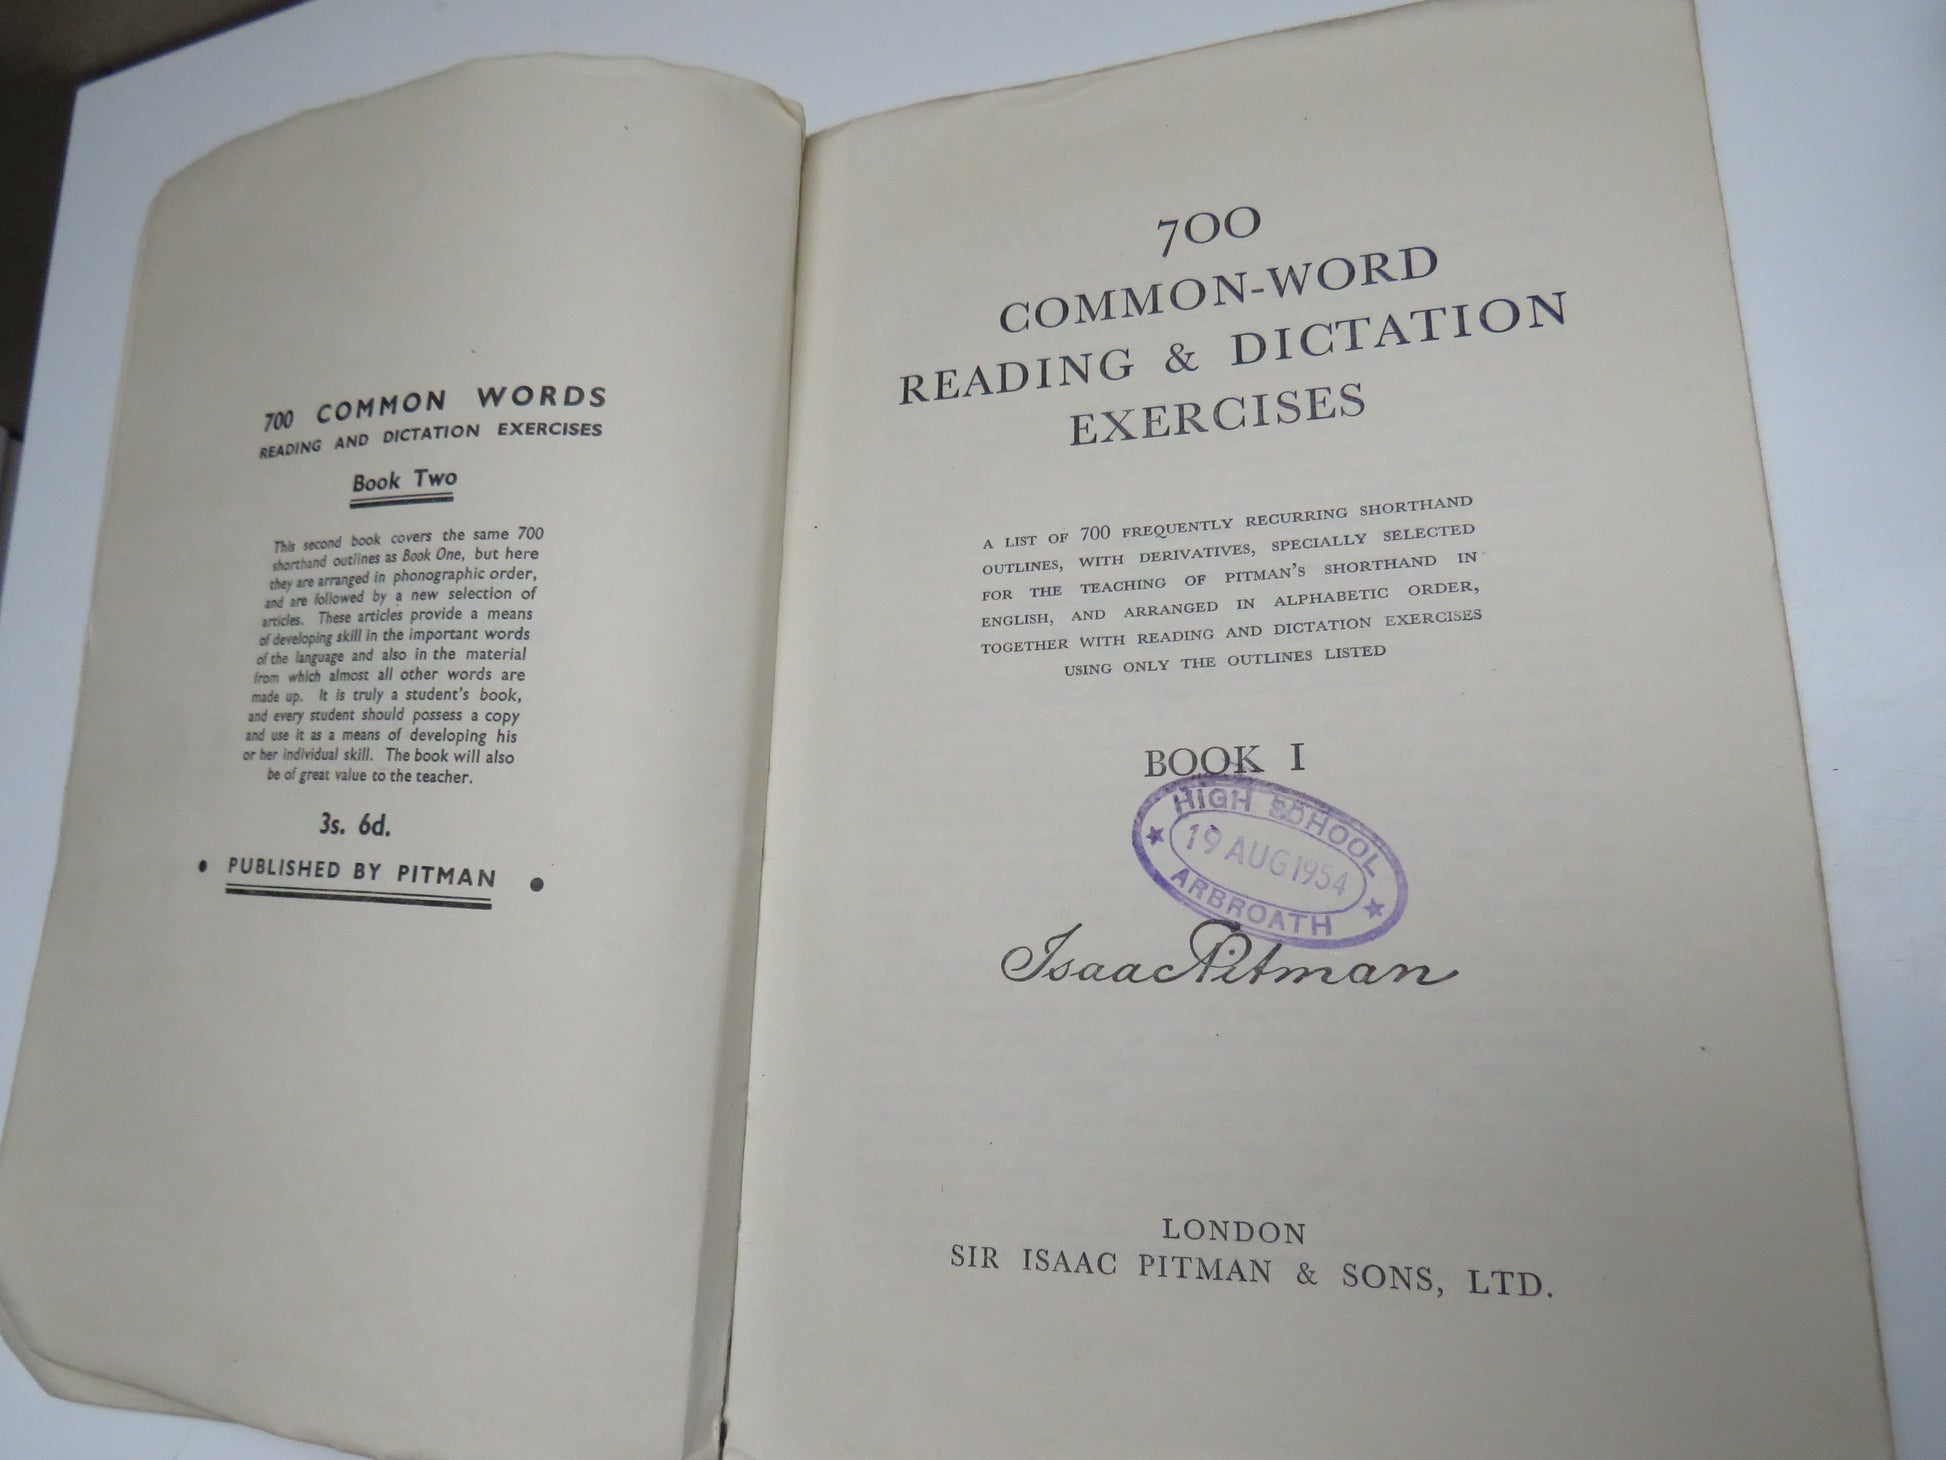 700 COMMON WORDS
READING AND DICTATION EXERCISES
Book Two
This second book covers the same 700
shorthand outlines as Book One, but here
they are arranged in phonographic order,
and are followed by a new selection of
articles. These articles provide a means
of developing skill in the important words
of the language and also in the material
from which almost all other words are
made up. It is truly a student's book,
and every student should possess a copy
and use it as a means of developing his
or her individual skill. The book will also
be of great value to the teacher.
3s. 6d.
• PUBLISHED BY PITMAN •
700
COMMON-WORD
READING & DICTATION
EXERCISES
A LIST OF 700 FREQUENTLY RECURRING SHORTHAND
OUTLINES, WITH DERIVATIVES, SPECIALLY SELECTED
FOR THE TEACHING OF PITMAN'S SHORTHAND IN
ENGLISH, AND ARRANGED IN ALPHABETIC ORDER,
TOGETHER WITH READING AND DICTATION EXERCISES
USING ONLY THE OUTLINES LISTED
BOOK I
HIGH SCHOOL
19 AUG 1954
ARBROATH
Isaac Pitman
LONDON
SIR ISAAC PITMAN & SONS, LTD.